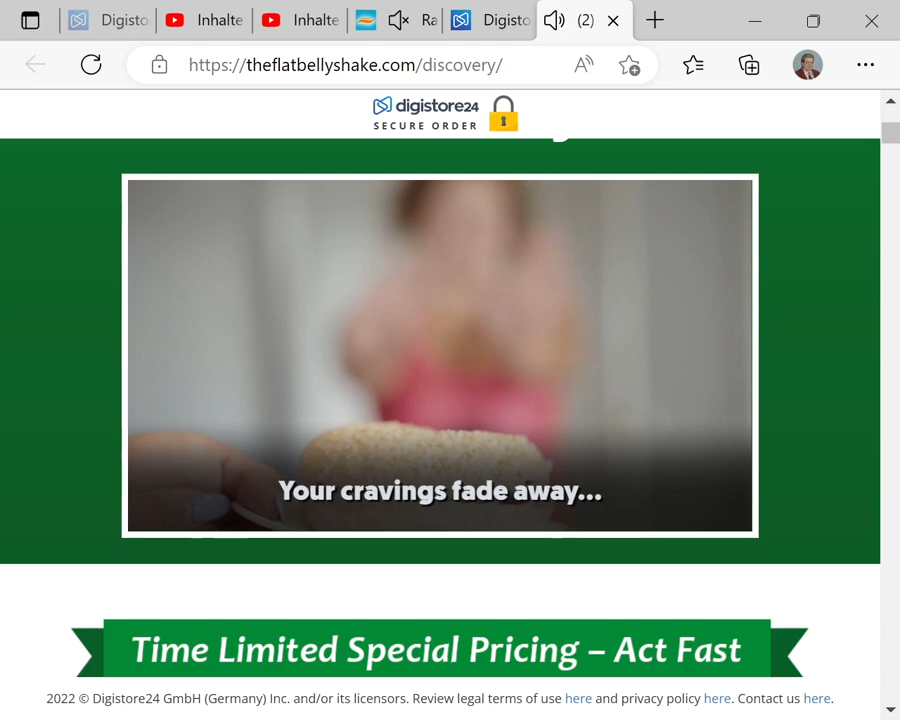 Digisto
Inhalte
Inhalte
Ra
Digisto
(2)
https://theflatbellyshake.com/discovery/
digistore24
SECURE ORDER
Your cravings fade away...
Time Limited Special Pricing – Act Fast
2022 © Digistore24 GmbH (Germany) Inc. and/or its licensors. Review legal terms of use here and privacy policy here. Contact us here.